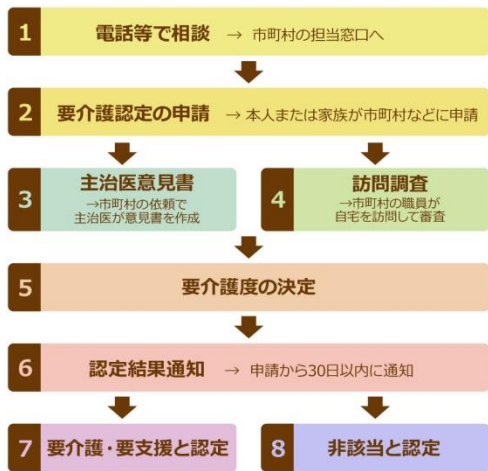 1 電話等で相談 → 市町村の担当窓口へ
2 要介護認定の申請 → 本人または家族が市町村などに申請
3 主治医意見書
→市町村の依頼で
主治医が意見書を作成
4 訪問調査
→市町村の職員が
自宅を訪問して審査
5 要介護度の決定
6 認定結果通知 → 申請から30日以内に通知
7 要介護・要支援と認定
8 非該当と認定